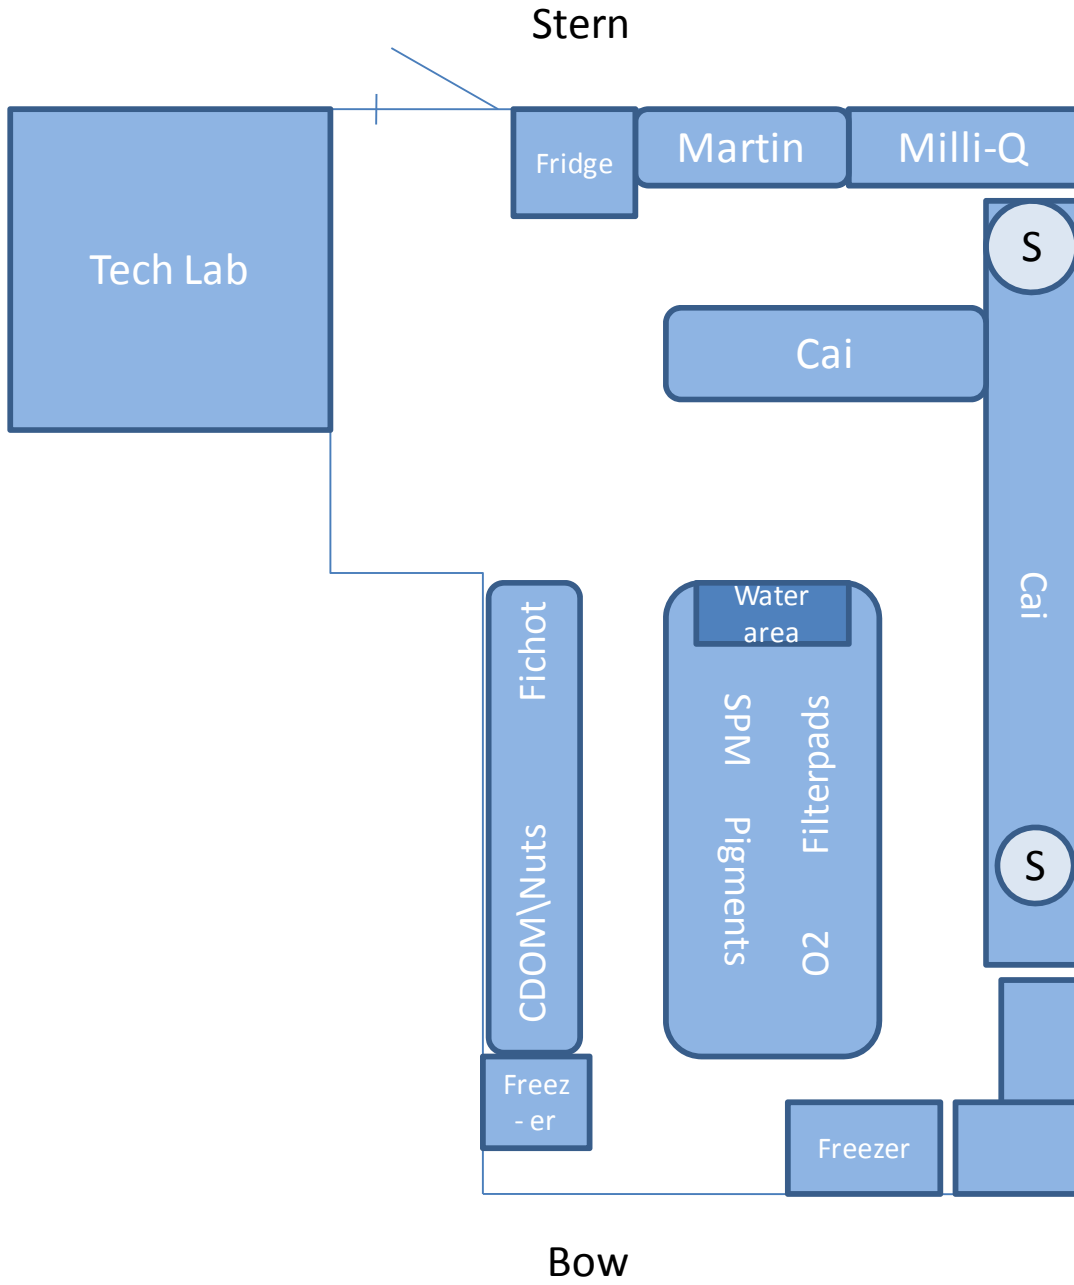 Stern
Fridge
Martin
Milli-Q
Tech Lab
S
Cai
Cai
Water
area
Fichot
CDOM\Nuts
SPM
Pigments
Filterpads
O2
S
Freez
- er
Freezer
Bow